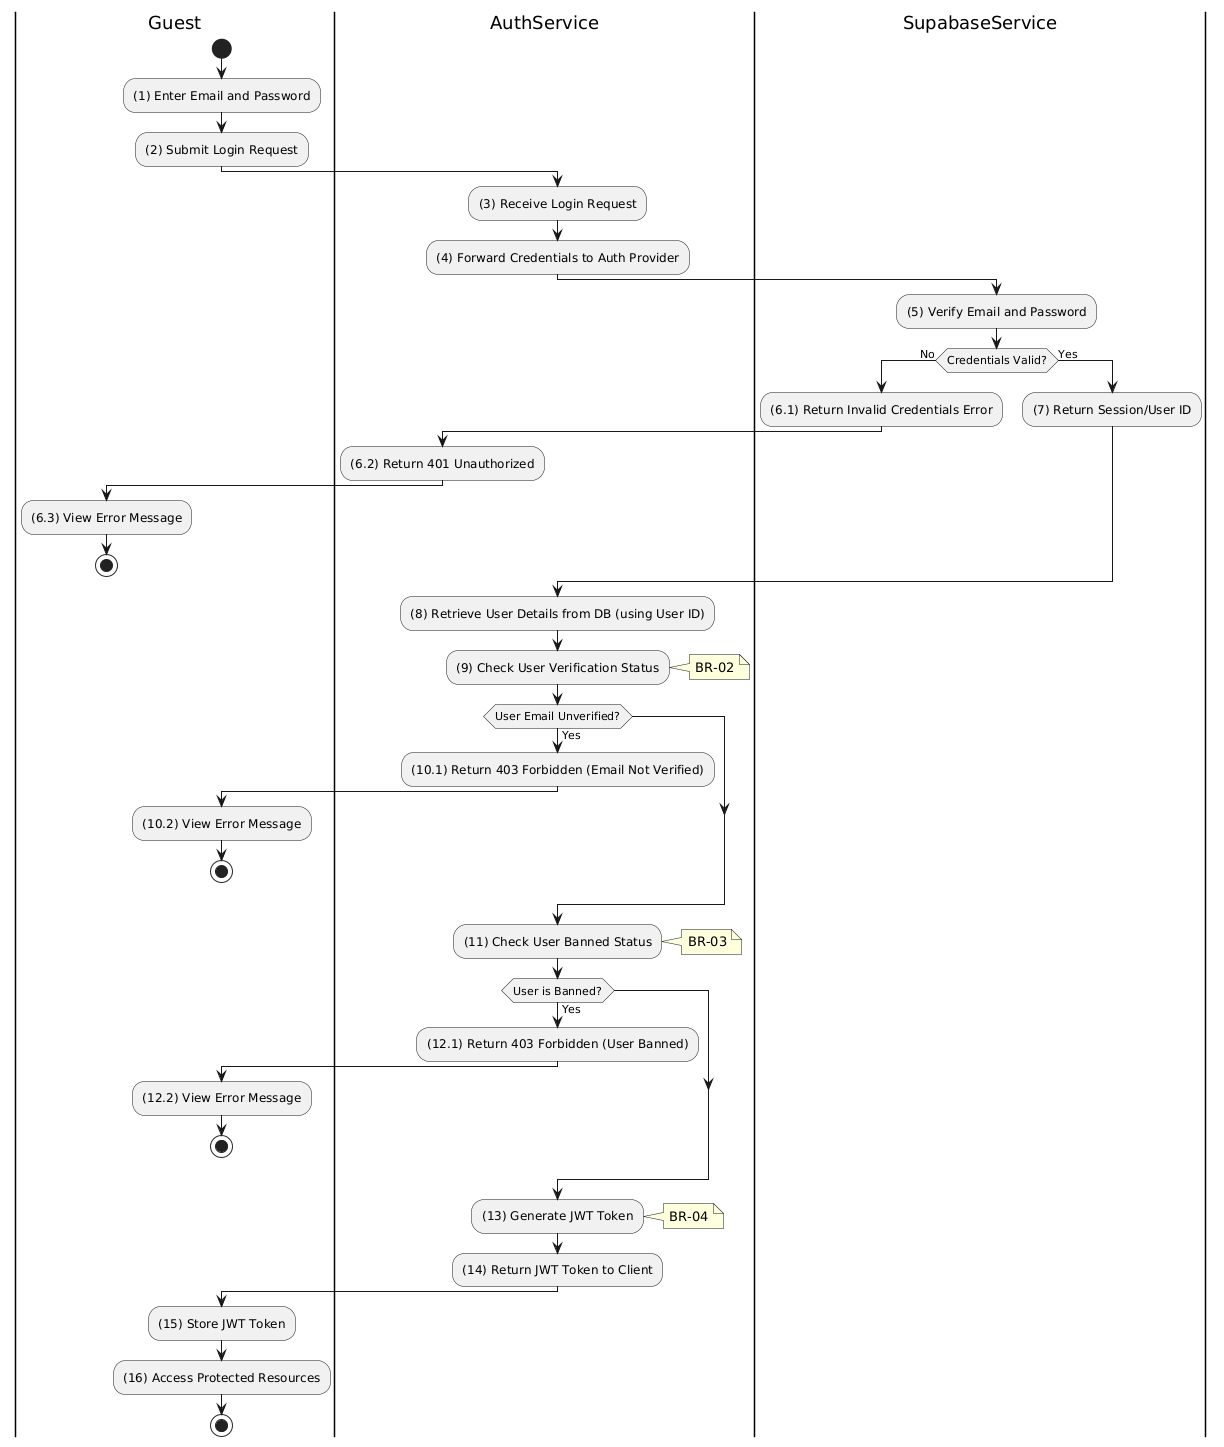 Guest
AuthService
SupabaseService
(1) Enter Email and Password
(2) Submit Login Request
(3) Receive Login Request
(4) Forward Credentials to Auth Provider
(5) Verify Email and Password
No
Credentials Valid?
Yes
(6.1) Return Invalid Credentials Error
(7) Return Session/User ID
(6.2) Return 401 Unauthorized
(6.3) View Error Message
(8) Retrieve User Details from DB (using User ID)
(9) Check User Verification Status
BR-02
User Email Unverified?
Yes
(10.1) Return 403 Forbidden (Email Not Verified)
(10.2) View Error Message
(11) Check User Banned Status
BR-03
User is Banned?
Yes
(12.1) Return 403 Forbidden (User Banned)
(12.2) View Error Message
(13) Generate JWT Token
BR-04
(14) Return JWT Token to Client
(15) Store JWT Token
(16) Access Protected Resources